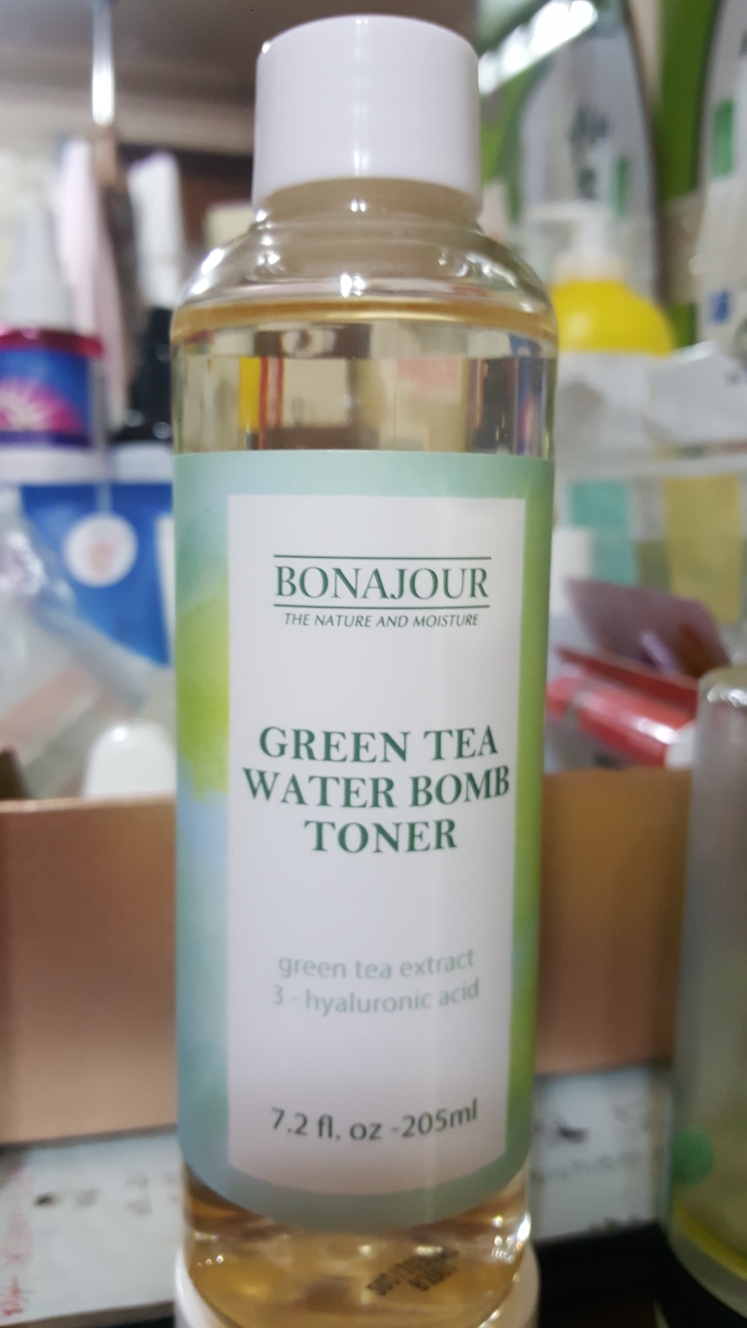 BONAJOUR
THE NATURE AND MOISTURE
GREEN TEA
WATER BOMB
TONER
green tea extract
3 - hyaluronic acid
7.2 fl. oz -205ml